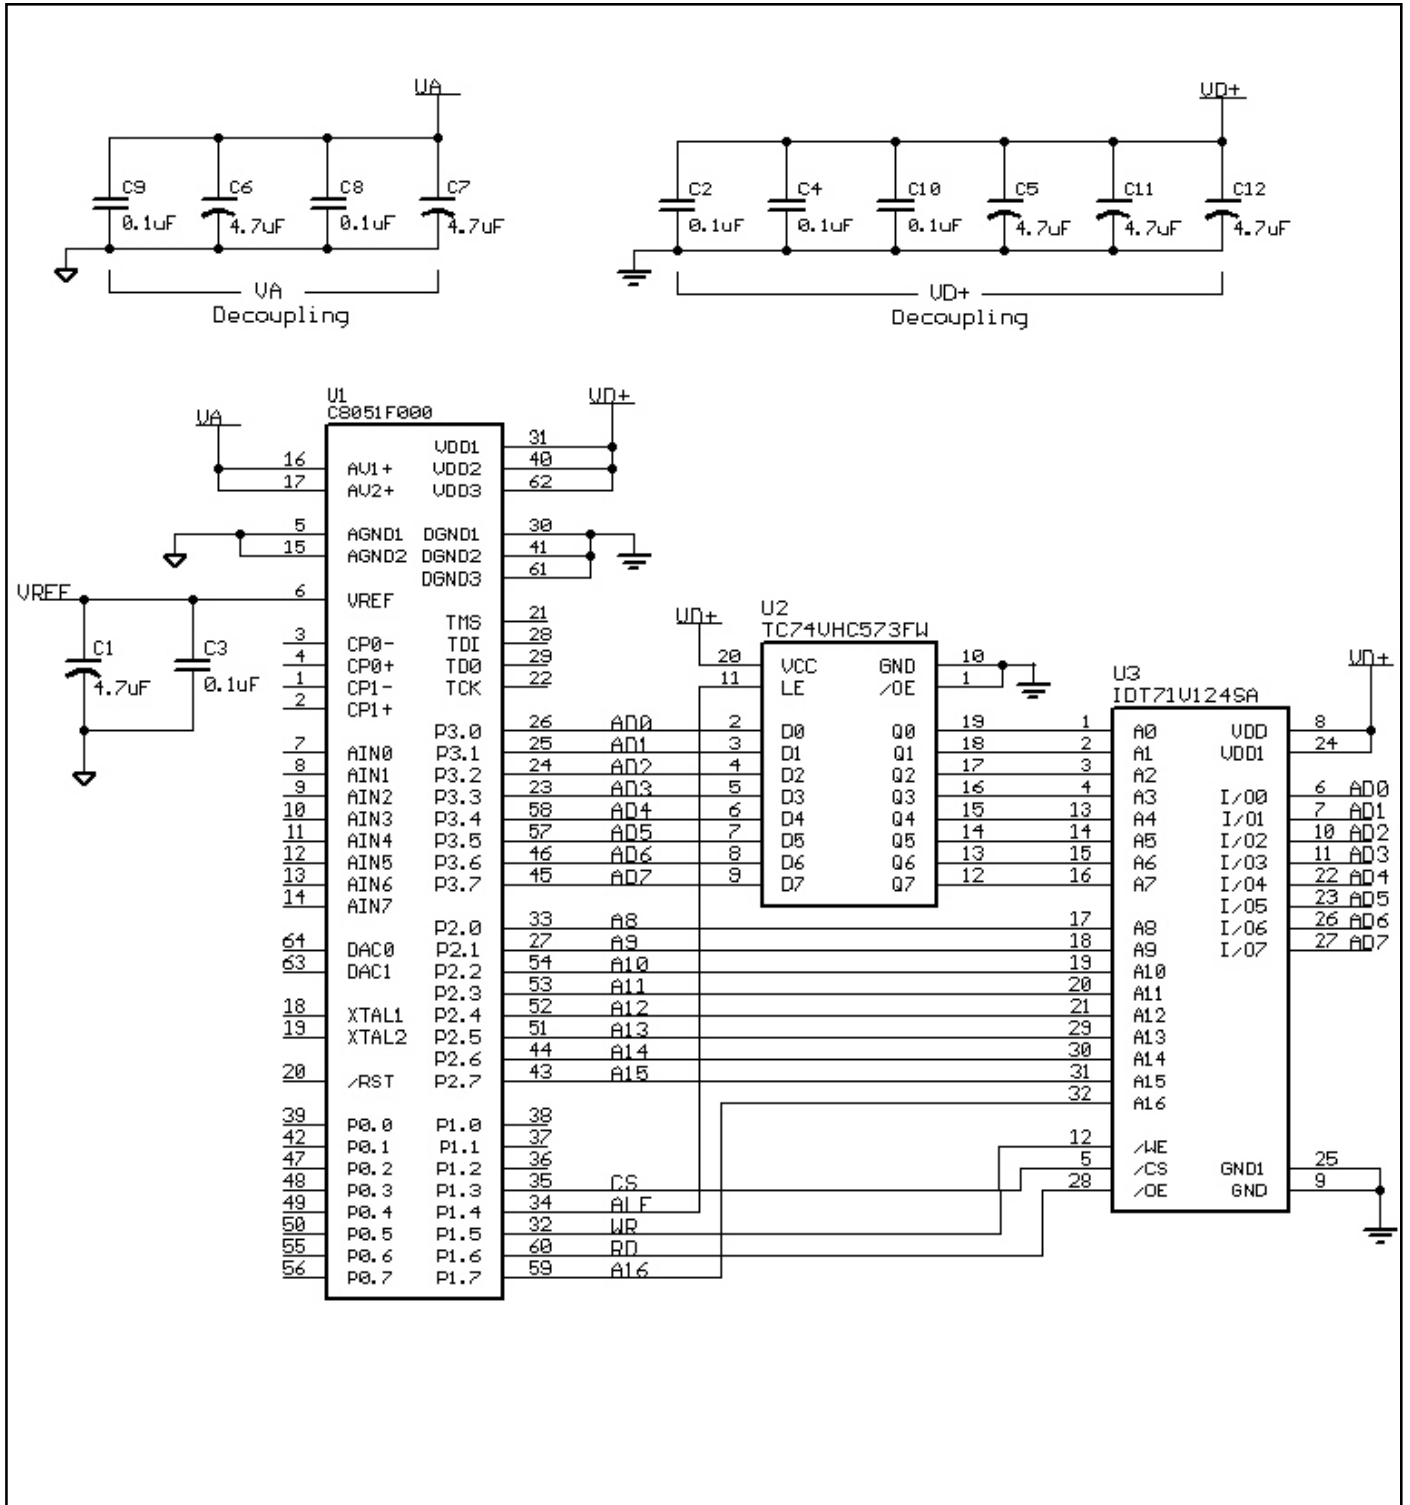 VA
VD+
C9 C6 C8 C7
0.1uF 4.7uF 0.1uF 4.7uF
C2 C4 C10 C5 C11 C12
0.1uF 0.1uF 0.1uF 4.7uF 4.7uF 4.7uF
VA
Decoupling
VD+
Decoupling
U1
C8051F000
VA
VD+
VDD1 31
16 AV1+ VDD2 40
17 AV2+ VDD3 62
5 AGND1 DGND1 30
15 AGND2 DGND2 41
DGND3 61
VREF
6 VREF
C1
4.7uF
C3
0.1uF
TMS 21
3 CP0- TDI 28
4 CP0+ TD0 29
1 CP1- TCK 22
2 CP1+
P3.0 26 AD0
7 AIN0 P3.1 25 AD1
8 AIN1 P3.2 24 AD2
9 AIN2 P3.3 23 AD3
10 AIN3 P3.4 58 AD4
11 AIN4 P3.5 57 AD5
12 AIN5 P3.6 46 AD6
13 AIN6 P3.7 45 AD7
14 AIN7
P2.0 33 A8
64 DAC0 P2.1 27 A9
63 DAC1 P2.2 54 A10
P2.3 53 A11
18 XTAL1 P2.4 52 A12
19 XTAL2 P2.5 51 A13
P2.6 44 A14
20 /RST P2.7 43 A15
39 P0.0 P1.0 38
42 P0.1 P1.1 37
47 P0.2 P1.2 36
48 P0.3 P1.3 35 CS
49 P0.4 P1.4 34 ALE
50 P0.5 P1.5 32 WR
55 P0.6 P1.6 60 RD
56 P0.7 P1.7 59 A16
U2
TC74VHC573FW
VD+
20 VCC GND 10
11 LE /OE 1
2 D0 Q0 19
3 D1 Q1 18
4 D2 Q2 17
5 D3 Q3 16
6 D4 Q4 15
7 D5 Q5 14
8 D6 Q6 13
9 D7 Q7 12
U3
IDT71V124SA
VD+
1 A0 VDD 8
2 A1 VDD1 24
3 A2
4 A3 I/O0 6 AD0
13 A4 I/O1 7 AD1
14 A5 I/O2 10 AD2
15 A6 I/O3 11 AD3
16 A7 I/O4 22 AD4
I/O5 23 AD5
17 A8 I/O6 26 AD6
18 A9 I/O7 27 AD7
19 A10
20 A11
21 A12
29 A13
30 A14
31 A15
32 A16
12 /WE
5 /CS GND1 25
28 /OE GND 9